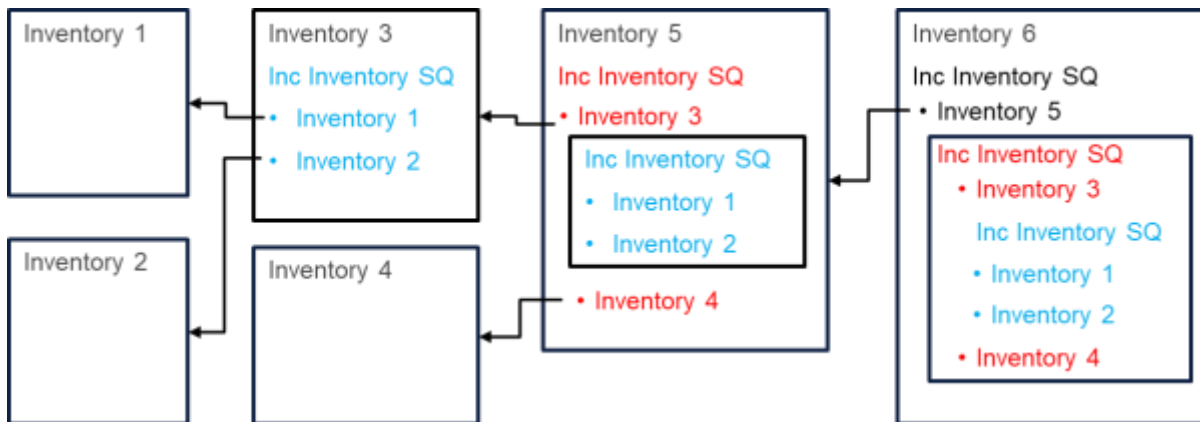 Inventory 1
Inventory 2
Inventory 3
Inc Inventory SQ
• Inventory 1
• Inventory 2
Inventory 4
Inventory 5
Inc Inventory SQ
• Inventory 3
Inc Inventory SQ
• Inventory 1
• Inventory 2
• Inventory 4
Inventory 6
Inc Inventory SQ
• Inventory 5
Inc Inventory SQ
• Inventory 3
Inc Inventory SQ
• Inventory 1
• Inventory 2
• Inventory 4